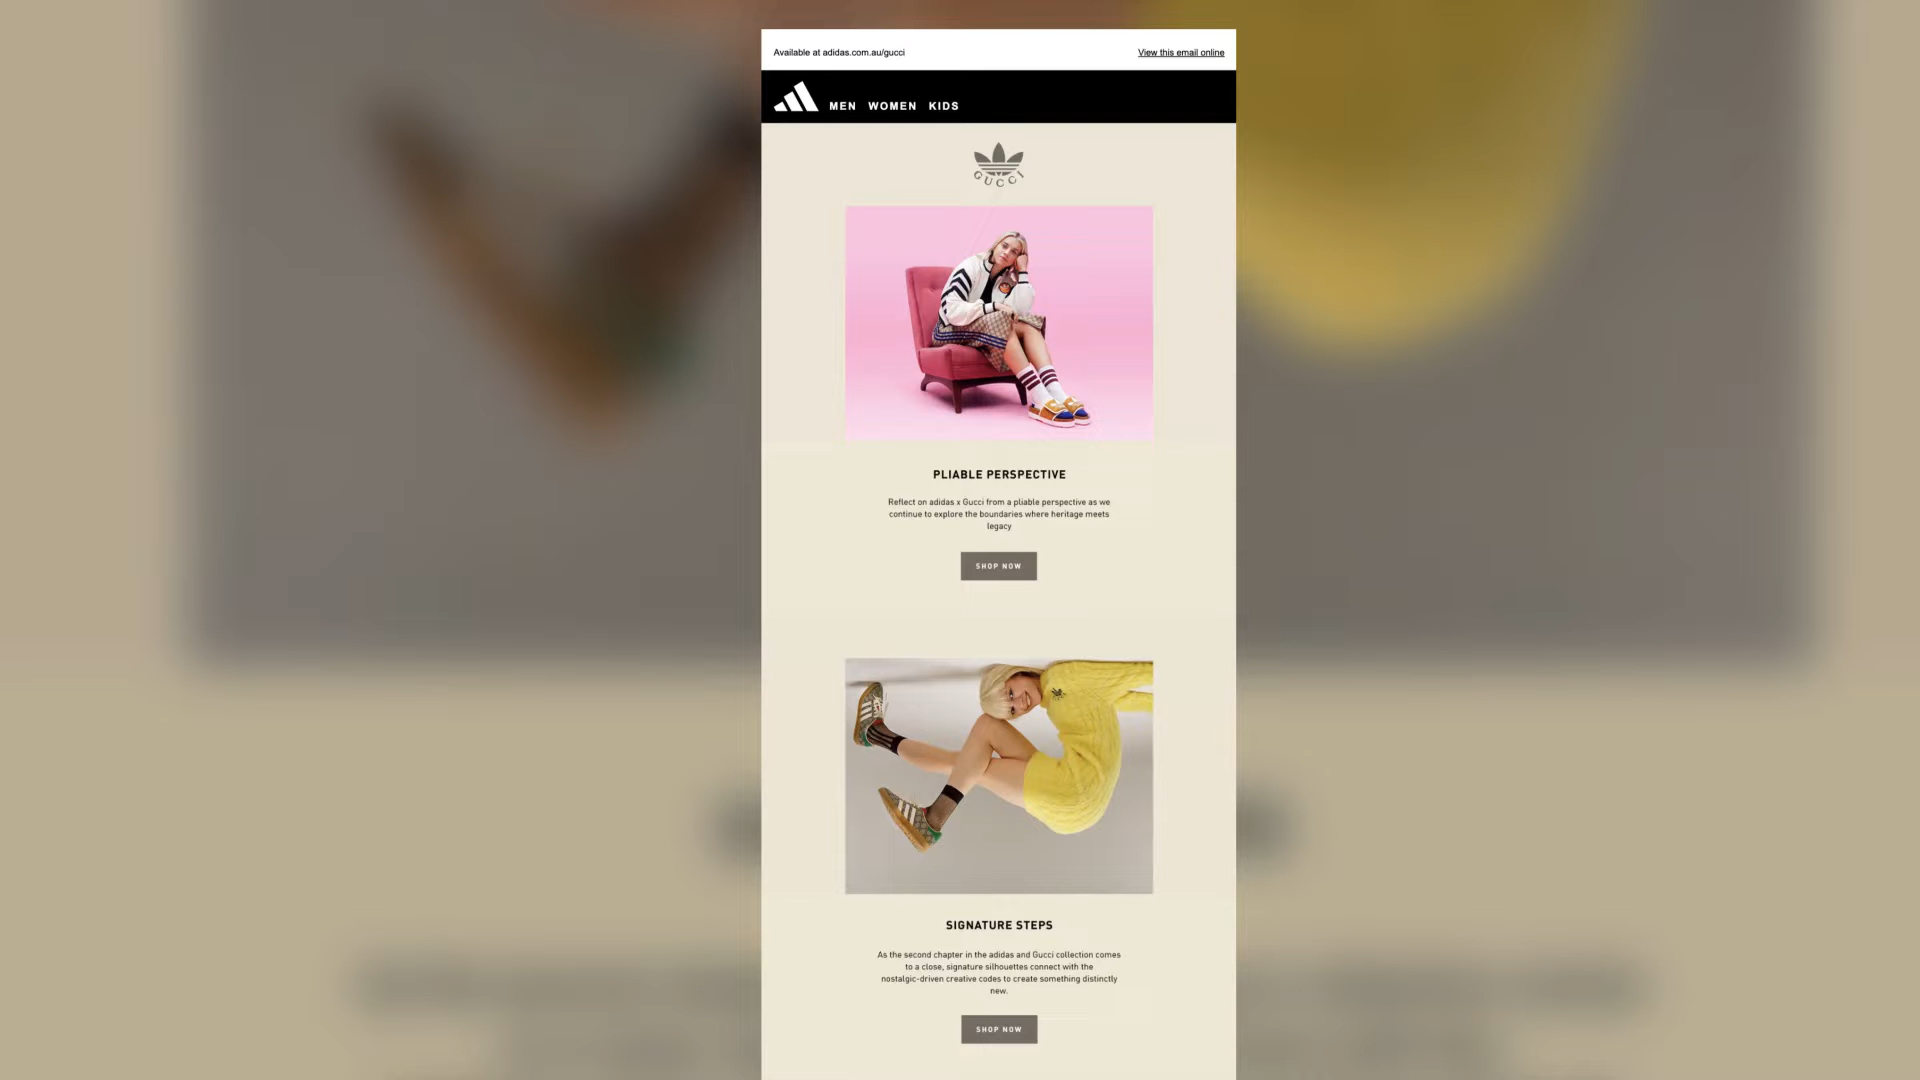 Available at adidas.com.au/gucci
View this email online
MEN WOMEN KIDS
GUCCI
PLIABLE PERSPECTIVE
Reflect on adidas x Gucci from a pliable perspective as we
continue to explore the boundaries where heritage meets
legacy
SHOP NOW
SIGNATURE STEPS
As the second chapter in the adidas and Gucci collection comes
to a close, signature silhouettes connect with the
nostalgic-driven creative codes to create something distinctly
new.
SHOP NOW